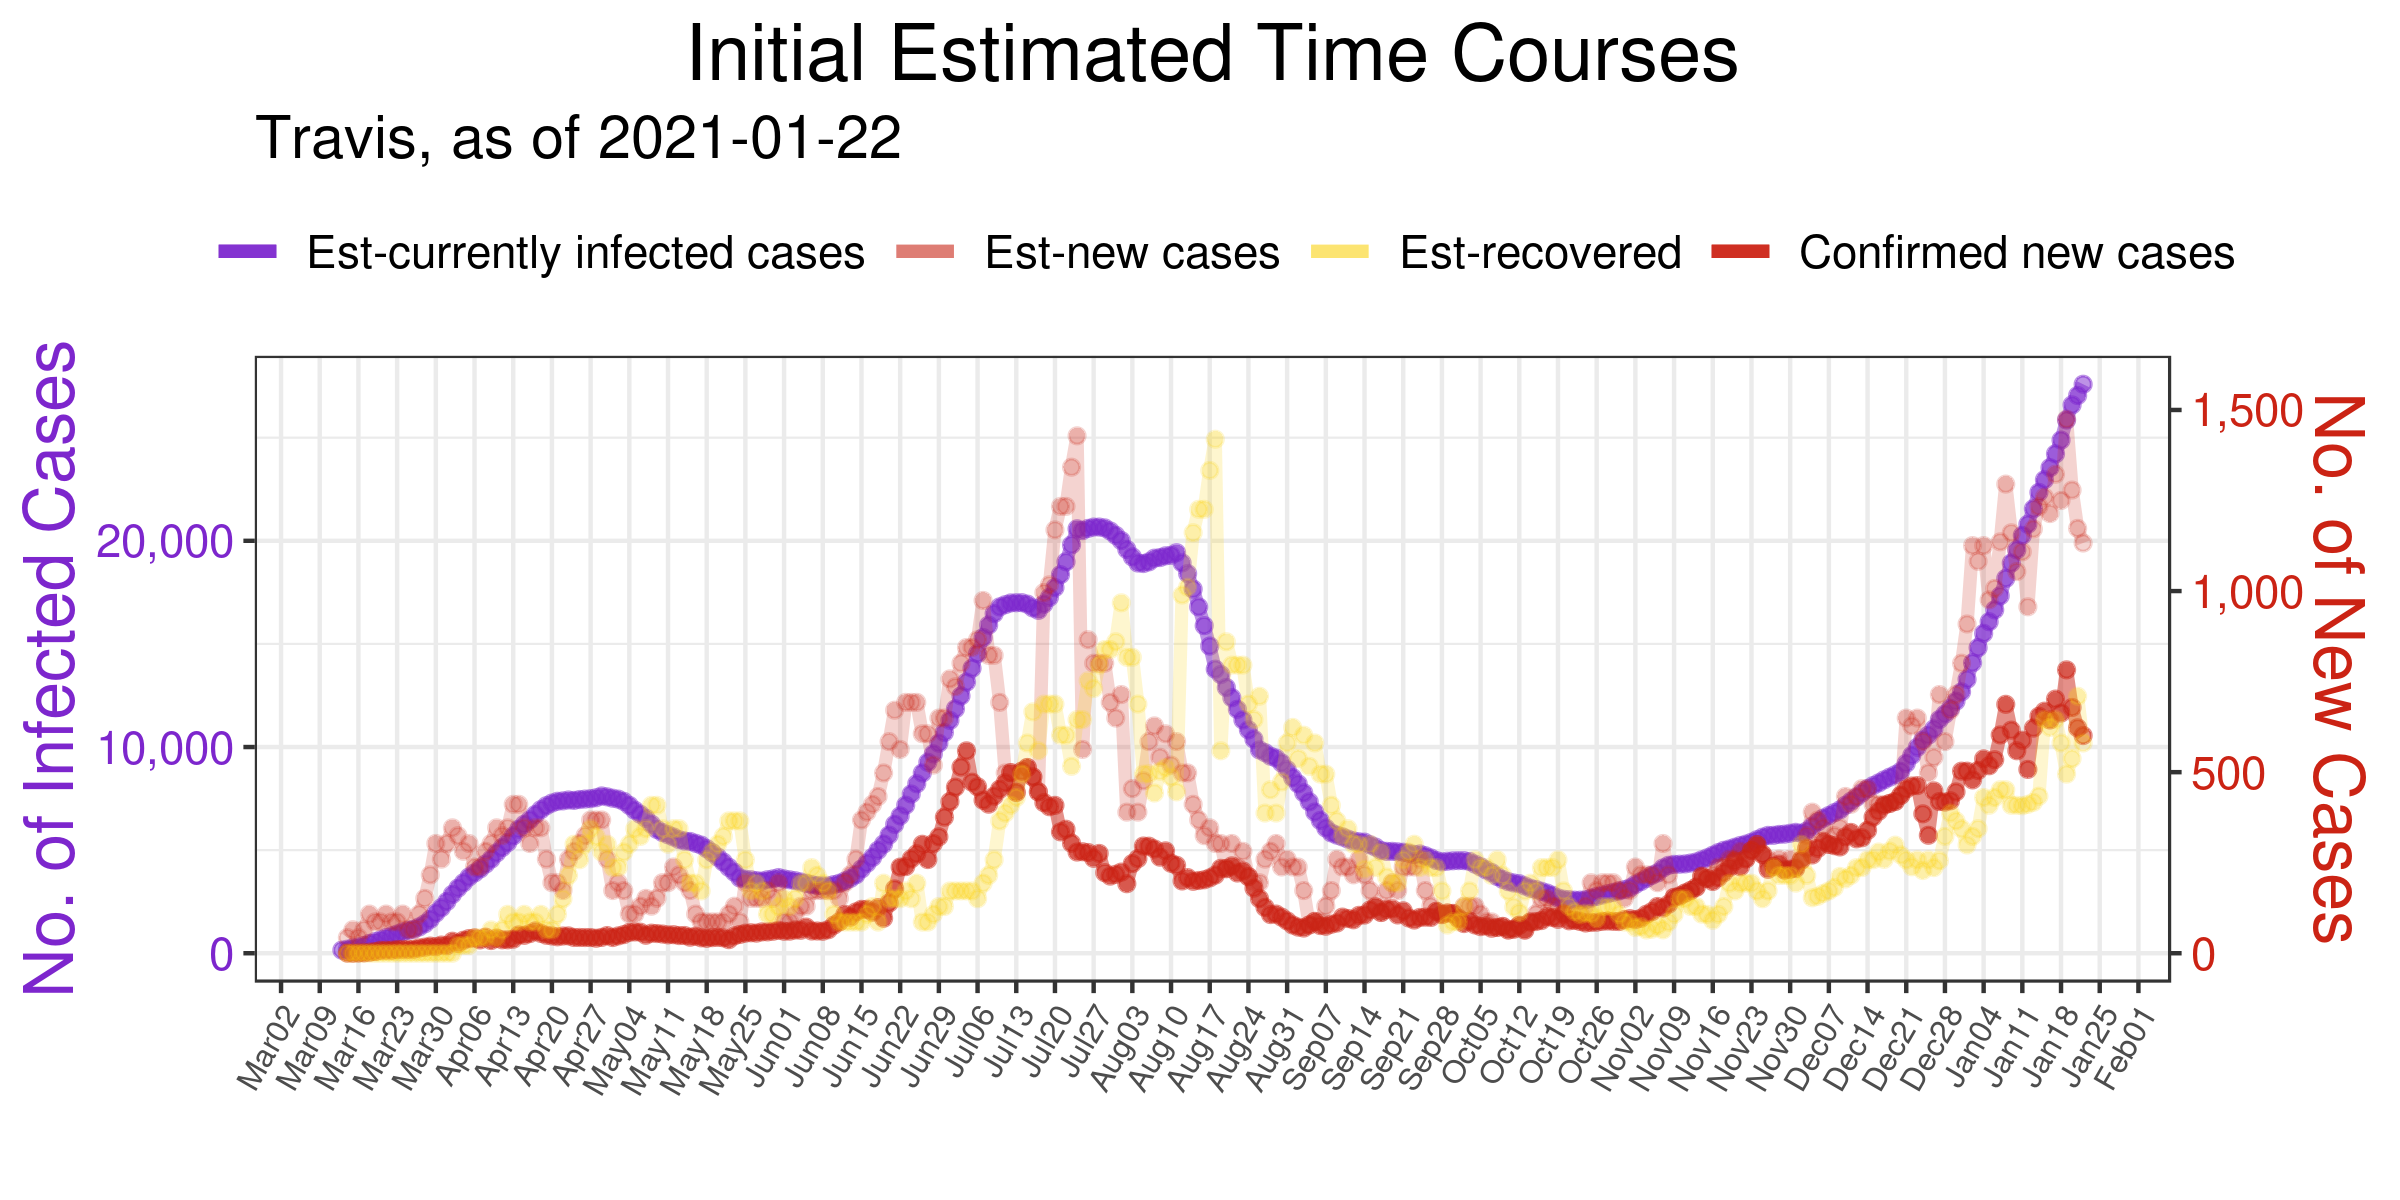 Initial Estimated Time Courses
Travis, as of 2021-01-22
Est-currently infected cases Est-new cases Est-recovered Confirmed new cases
No. of Infected Cases
20,000
10,000
0
1,500
1,000
500
0
No. of New Cases
Mar02 Mar09 Mar16 Mar23 Mar30 Apr06 Apr13 Apr20 Apr27 May04 May11 May18 May25 Jun01 Jun08 Jun15 Jun22 Jun29 Jul06 Jul13 Jul20 Jul27 Aug03 Aug10 Aug17 Aug24 Aug31 Sep07 Sep14 Sep21 Sep28 Oct05 Oct12 Oct19 Oct26 Nov02 Nov09 Nov16 Nov23 Nov30 Dec07 Dec14 Dec21 Dec28 Jan04 Jan11 Jan18 Jan25 Feb01